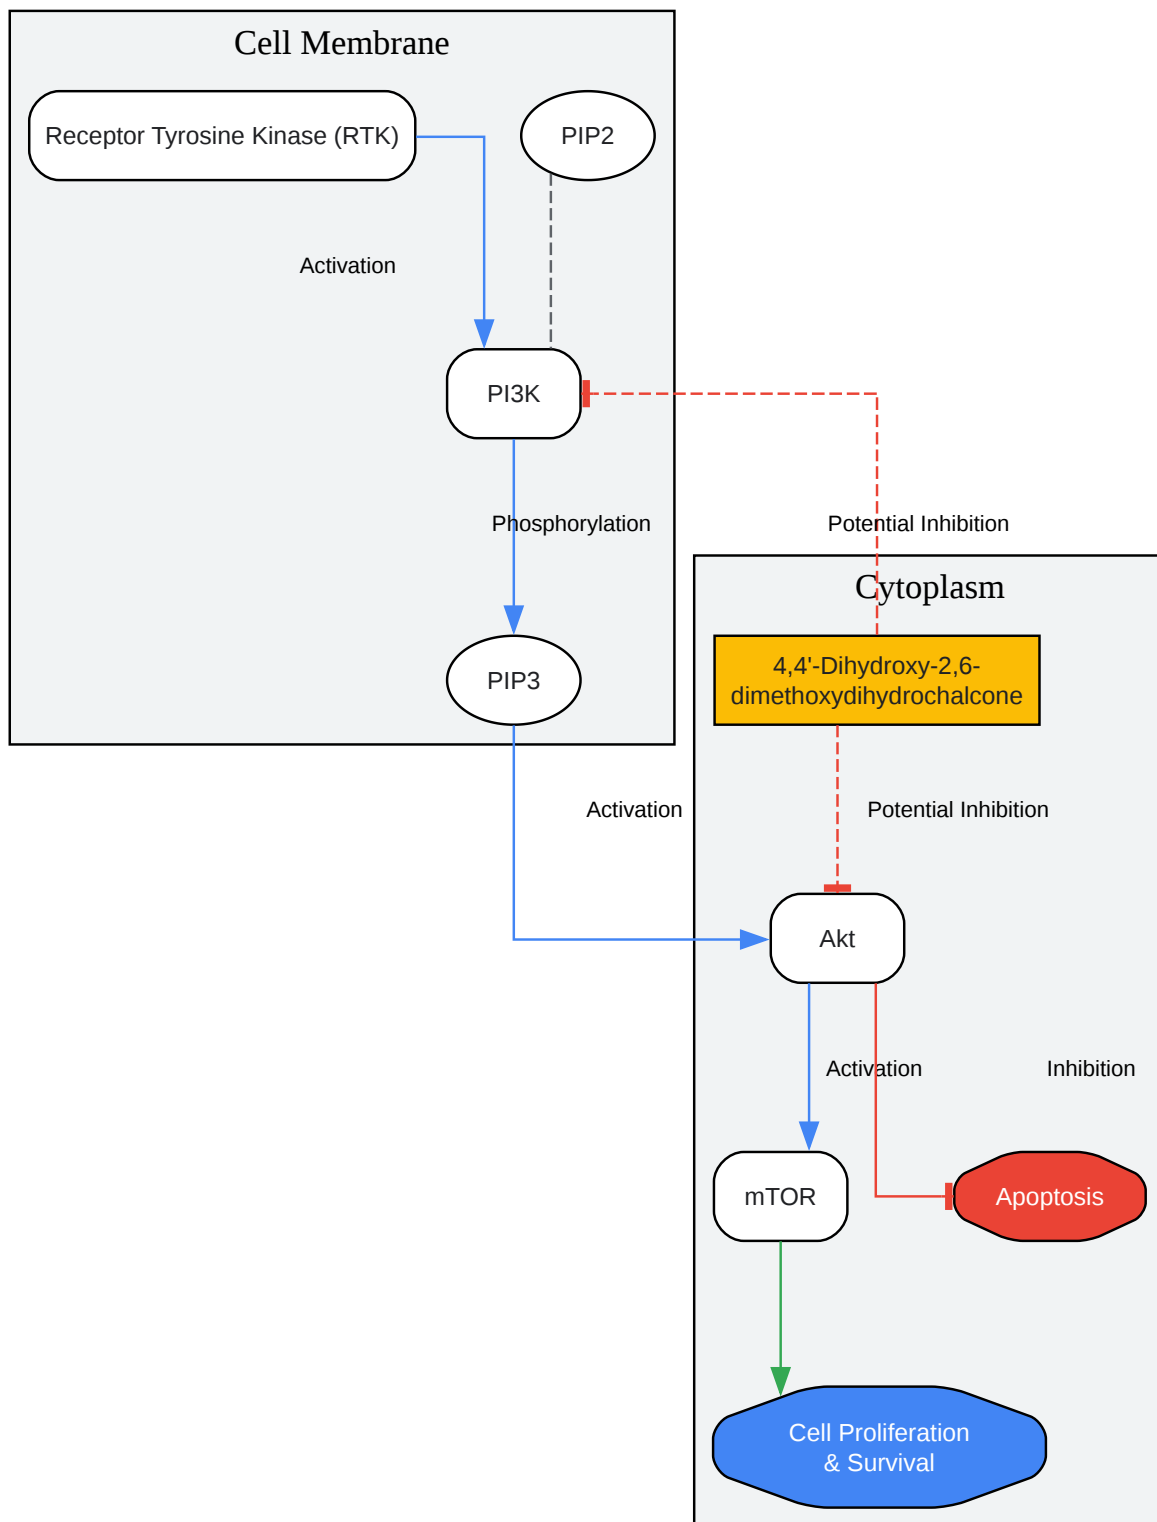 Cell Membrane
Receptor Tyrosine Kinase (RTK)
PIP2
Activation
PI3K
Phosphorylation
Potential Inhibition
Cytoplasm
PIP3
4,4'-Dihydroxy-2,6-
dimethoxydihydrochalcone
Activation
Potential Inhibition
Akt
Activation
Inhibition
mTOR
Apoptosis
Cell Proliferation
& Survival